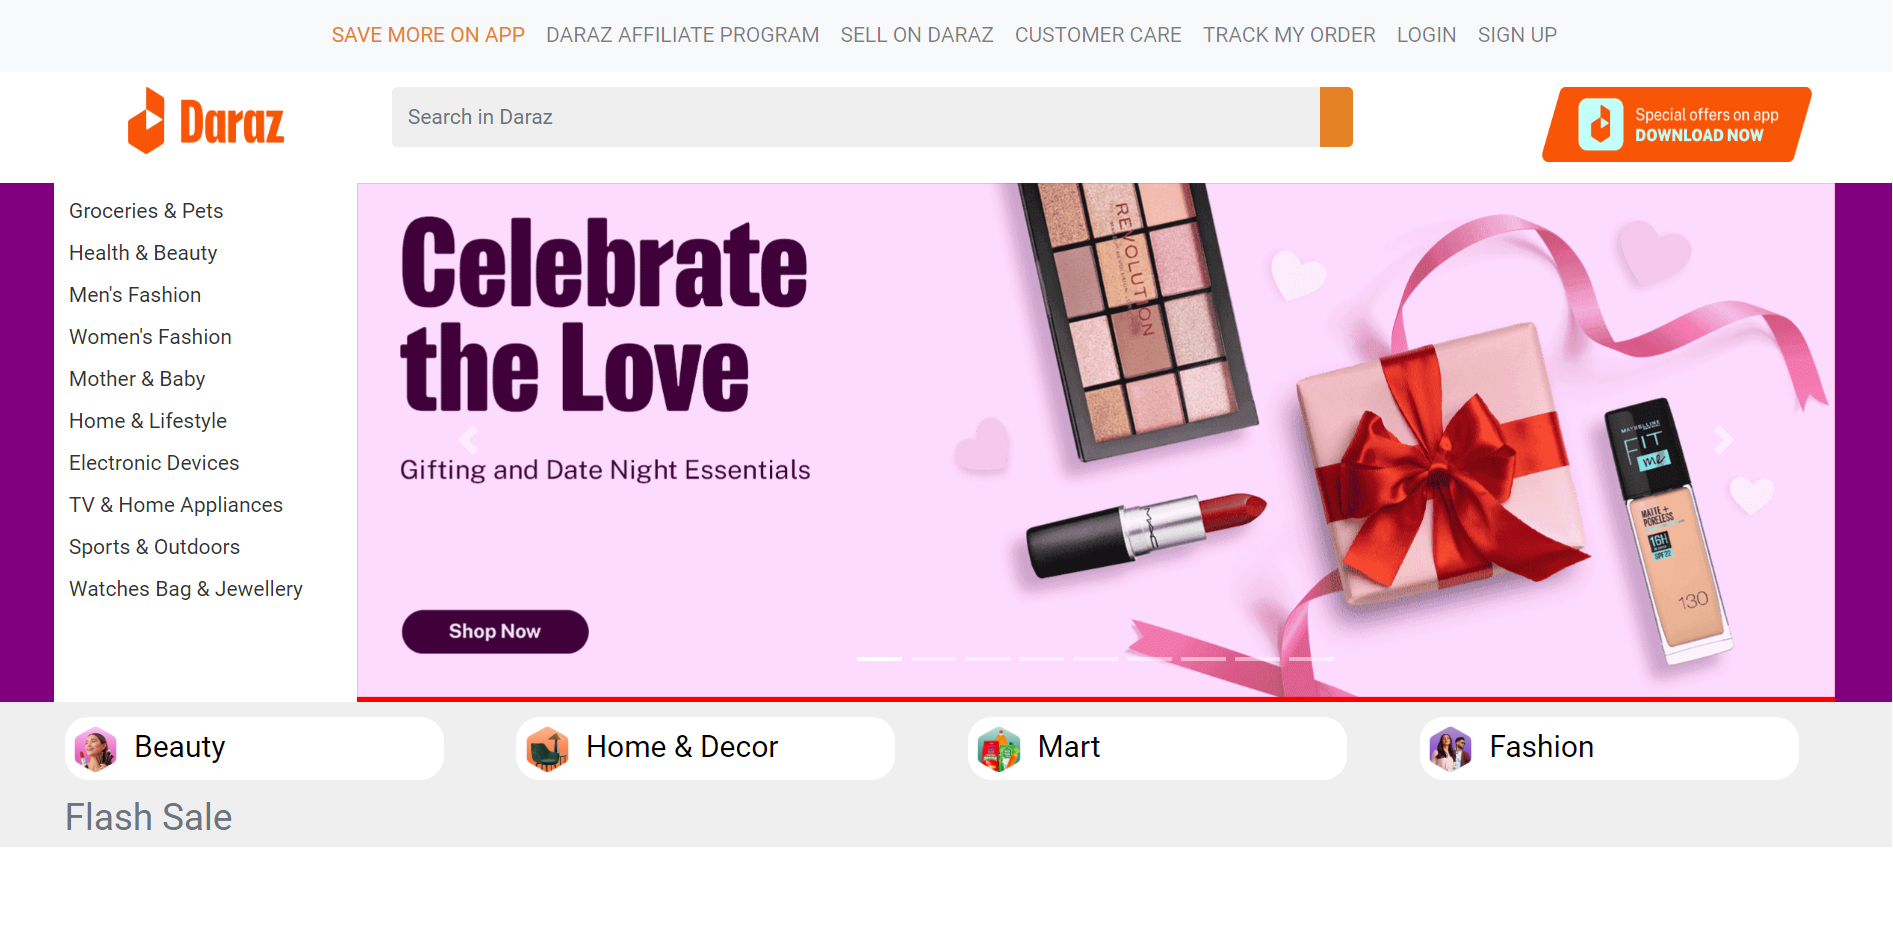 SAVE MORE ON APP DARAZ AFFILIATE PROGRAM SELL ON DARAZ CUSTOMER CARE TRACK MY ORDER LOGIN SIGN UP
Daraz
Search in Daraz
Special offers on app
DOWNLOAD NOW
Groceries & Pets
Health & Beauty
Men's Fashion
Women's Fashion
Mother & Baby
Home & Lifestyle
Electronic Devices
TV & Home Appliances
Sports & Outdoors
Watches Bag & Jewellery
Celebrate
the Love
Gifting and Date Night Essentials
Shop Now
REVOLUTION
MAC
MAYBELLINE
FIT
me
MATTE +
PORELESS
16H
SPF22
130
Beauty
Home & Decor
Mart
Fashion
Flash Sale